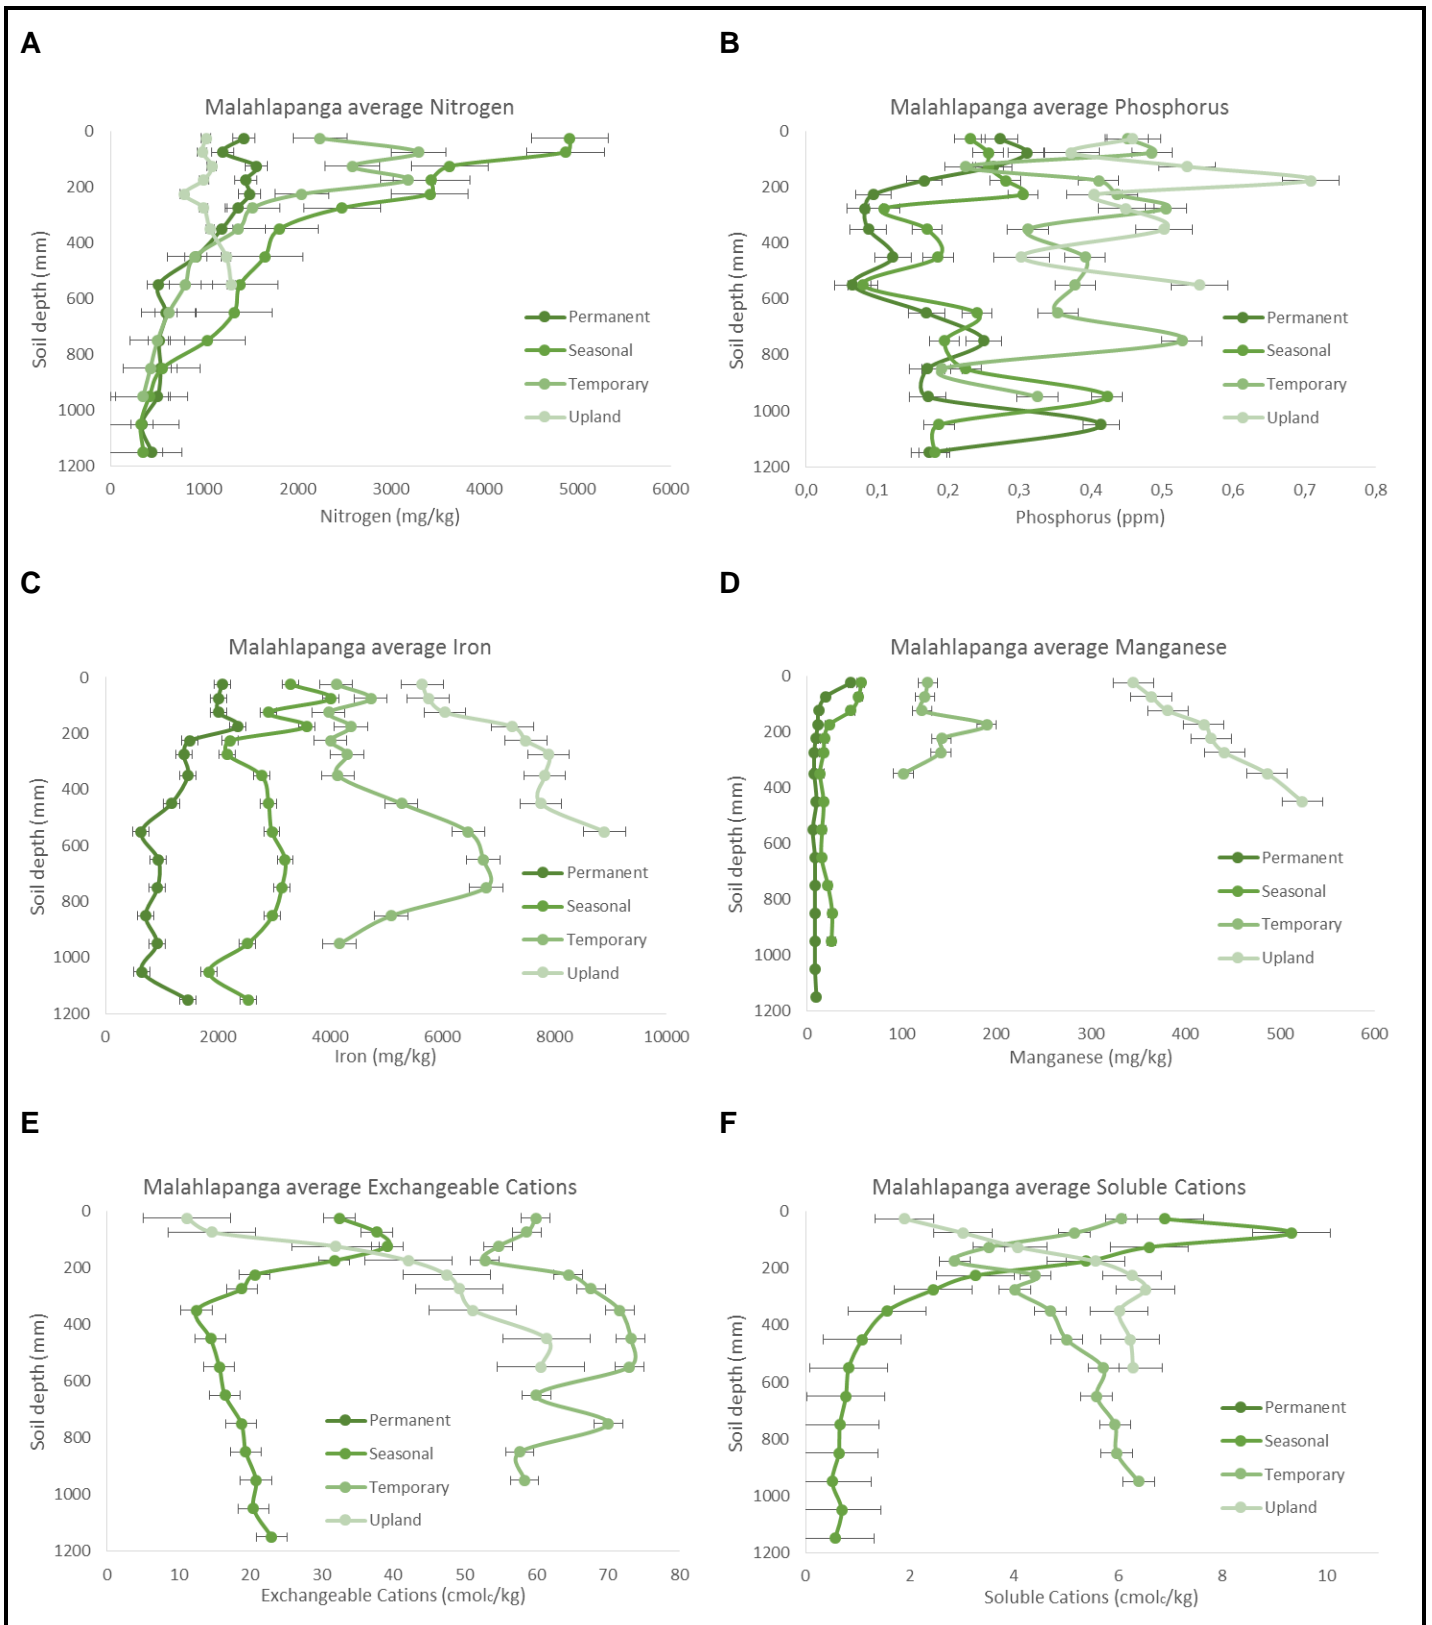 A
Malahlapanga average Nitrogen
0
200
400
600
800
1000
1200
Soil depth (mm)
Permanent
Seasonal
Temporary
Upland
0 1000 2000 3000 4000 5000 6000
Nitrogen (mg/kg)
B
Malahlapanga average Phosphorus
0
200
400
600
800
1000
1200
Soil depth (mm)
Permanent
Seasonal
Temporary
Upland
0,0 0,1 0,2 0,3 0,4 0,5 0,6 0,7 0,8
Phosphorus (ppm)
C
Malahlapanga average Iron
0
200
400
600
800
1000
1200
Soil depth (mm)
Permanent
Seasonal
Temporary
Upland
0 2000 4000 6000 8000 10000
Iron (mg/kg)
D
Malahlapanga average Manganese
0
200
400
600
800
1000
1200
Soil depth (mm)
Permanent
Seasonal
Temporary
Upland
0 100 200 300 400 500 600
Manganese (mg/kg)
E
Malahlapanga average Exchangeable Cations
0
200
400
600
800
1000
1200
Soil depth (mm)
Permanent
Seasonal
Temporary
Upland
0 10 20 30 40 50 60 70 80
Exchangeable Cations (cmolc/kg)
F
Malahlapanga average Soluble Cations
0
200
400
600
800
1000
1200
Soil depth (mm)
Permanent
Seasonal
Temporary
Upland
0 2 4 6 8 10
Soluble Cations (cmolc/kg)